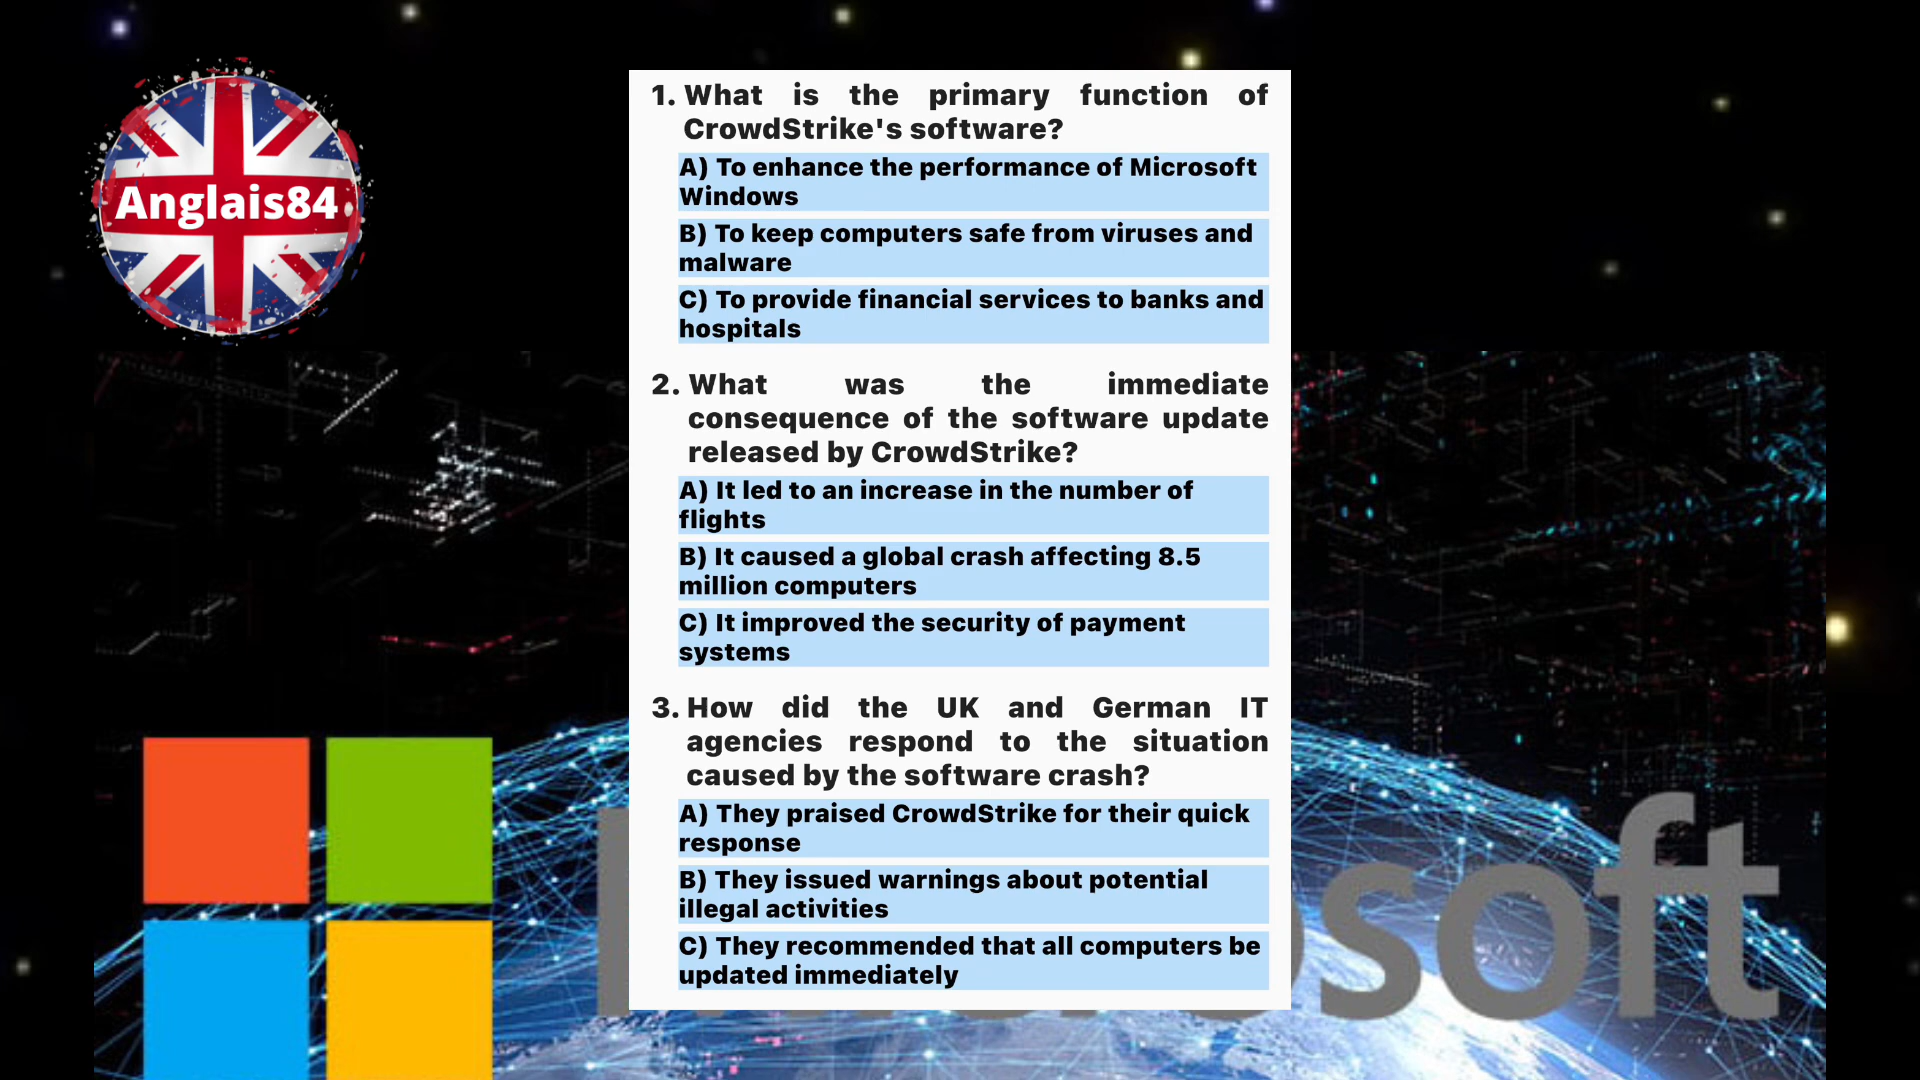 Anglais84
1. What is the primary function of
CrowdStrike's software?
A) To enhance the performance of Microsoft
Windows
B) To keep computers safe from viruses and
malware
C) To provide financial services to banks and
hospitals
2. What was the immediate
consequence of the software update
released by CrowdStrike?
A) It led to an increase in the number of
flights
B) It caused a global crash affecting 8.5
million computers
C) It improved the security of payment
systems
3. How did the UK and German IT
agencies respond to the situation
caused by the software crash?
A) They praised CrowdStrike for their quick
response
B) They issued warnings about potential
illegal activities
C) They recommended that all computers be
updated immediately
osoft